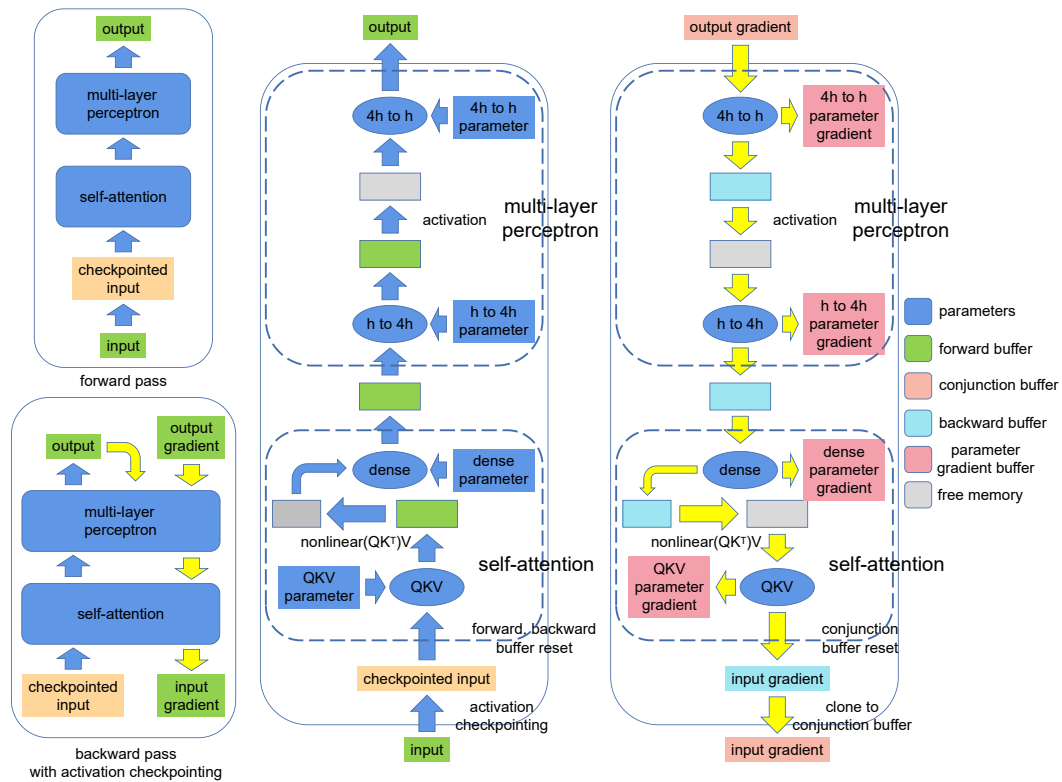 output
multi-layer
perceptron
self-attention
checkpointed
input
input
forward pass
output
output
gradient
multi-layer
perceptron
self-attention
checkpointed
input
input
gradient
backward pass
with activation checkpointing
output
4h to h
4h to h
parameter
activation
multi-layer
perceptron
h to 4h
h to 4h
parameter
dense
dense
parameter
nonlinear(QKᵀ)V
self-attention
QKV
parameter
QKV
forward, backward
buffer reset
checkpointed input
activation
checkpointing
input
output gradient
4h to h
4h to h
parameter
gradient
activation
multi-layer
perceptron
h to 4h
h to 4h
parameter
gradient
dense
dense
parameter
gradient
nonlinear(QKᵀ)V
self-attention
QKV
parameter
gradient
QKV
conjunction
buffer reset
input gradient
clone to
conjunction buffer
input gradient
parameters
forward buffer
conjunction buffer
backward buffer
parameter
gradient buffer
free memory